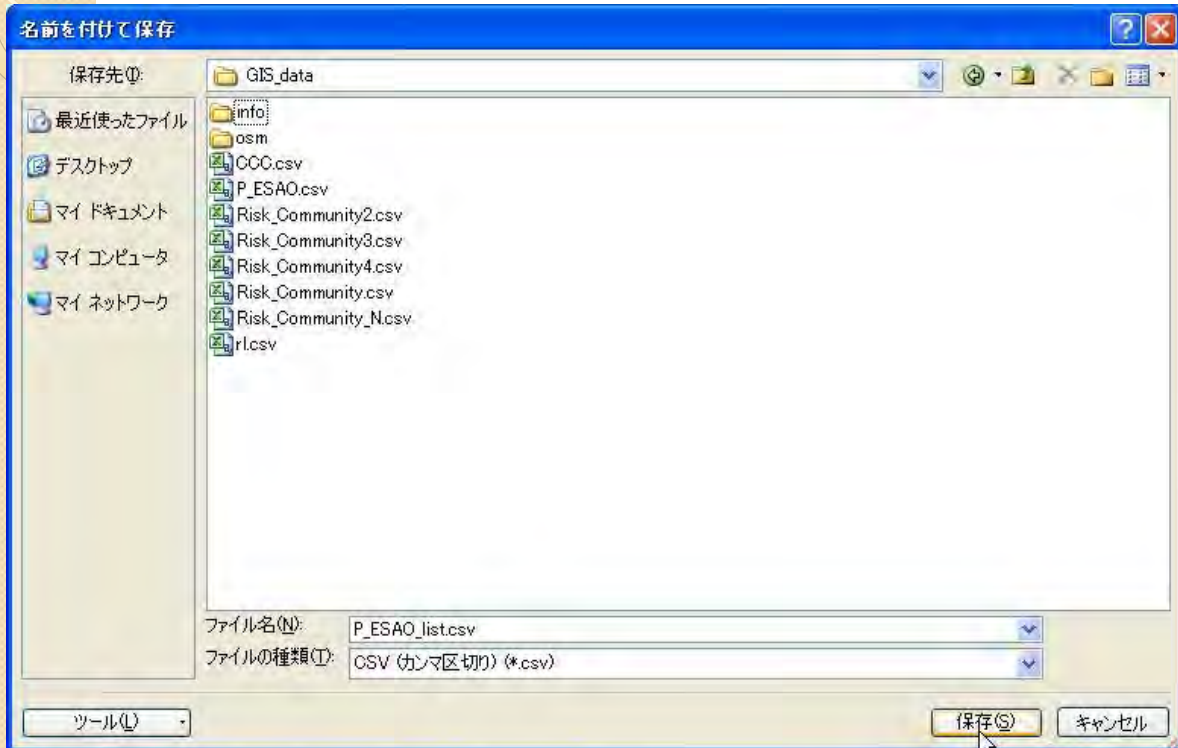 名前を付けて保存
保存先(I):
GIS_data
最近使ったファイル
デスクトップ
マイ ドキュメント
マイ コンピュータ
マイ ネットワーク
info
osm
CCC.csv
P_ESAO.csv
Risk_Community2.csv
Risk_Community3.csv
Risk_Community4.csv
Risk_Community.csv
Risk_Community_N.csv
rl.csv
ファイル名(N):
P_ESAO_list.csv
ファイルの種類(T):
CSV (カンマ区切り) (*.csv)
ツール(L)
保存(S)
キャンセル